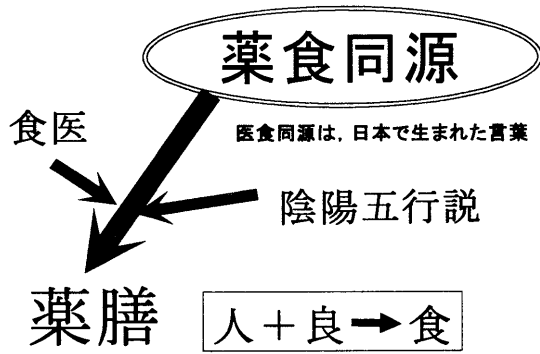 薬食同源
食医
医食同源は，日本で生まれた言葉
陰陽五行説
薬膳
人＋良➡食